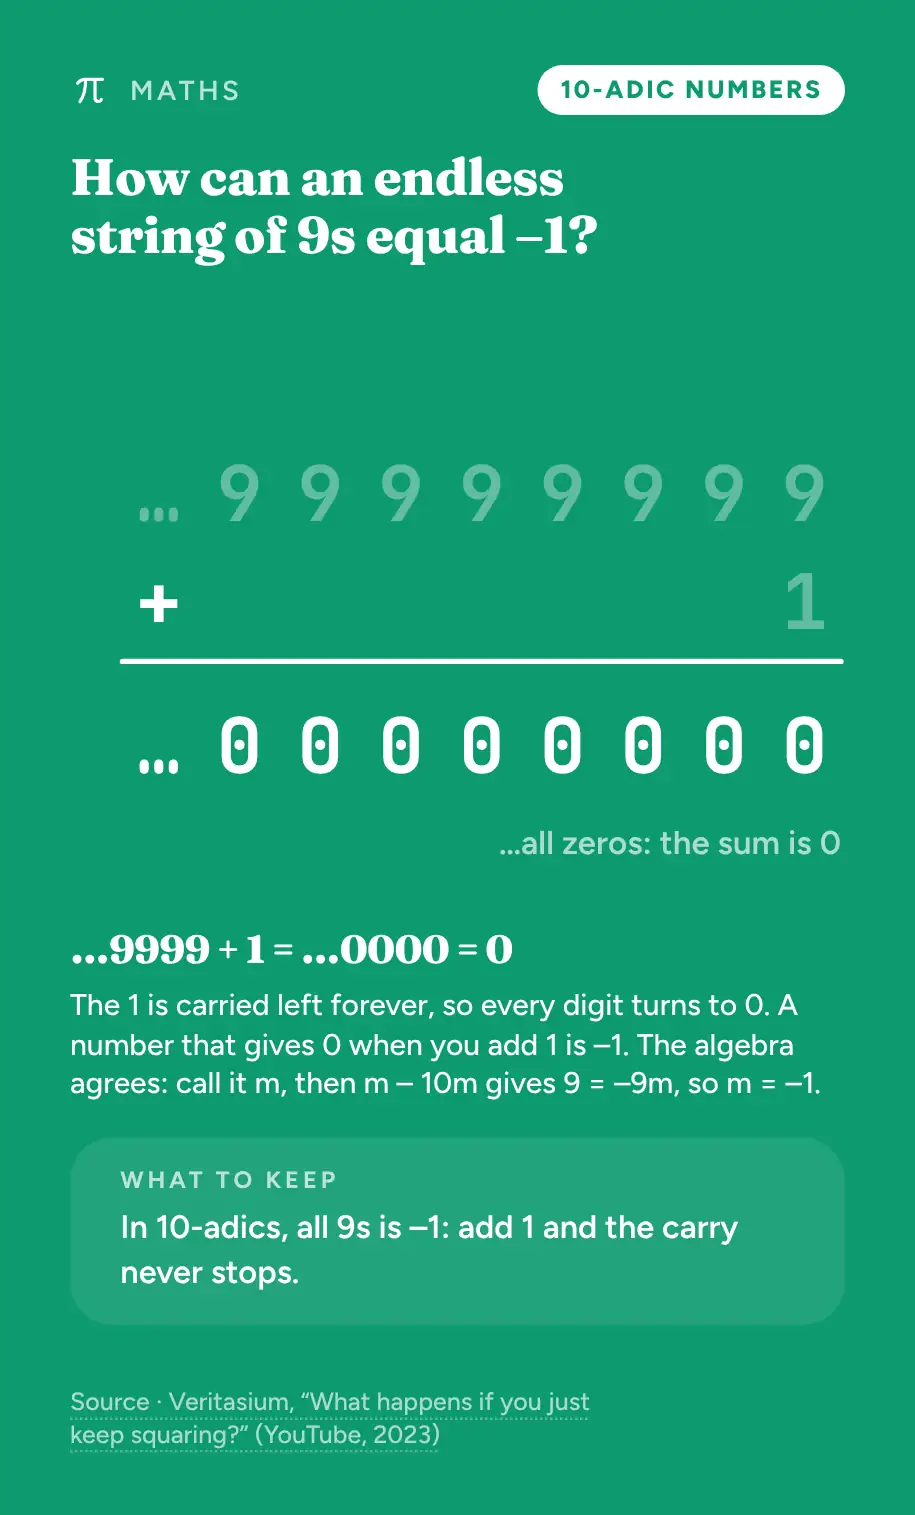 π MATHS
10-ADIC NUMBERS
How can an endless
string of 9s equal –1?
... 9 9 9 9 9 9 9 9
+ 1
... 0 0 0 0 0 0 0 0
...all zeros: the sum is 0
...9999 + 1 = ...0000 = 0
The 1 is carried left forever, so every digit turns to 0. A
number that gives 0 when you add 1 is –1. The algebra
agrees: call it m, then m – 10m gives 9 = –9m, so m = –1.
WHAT TO KEEP
In 10-adics, all 9s is –1: add 1 and the carry
never stops.
Source · Veritasium, “What happens if you just
keep squaring?” (YouTube, 2023)